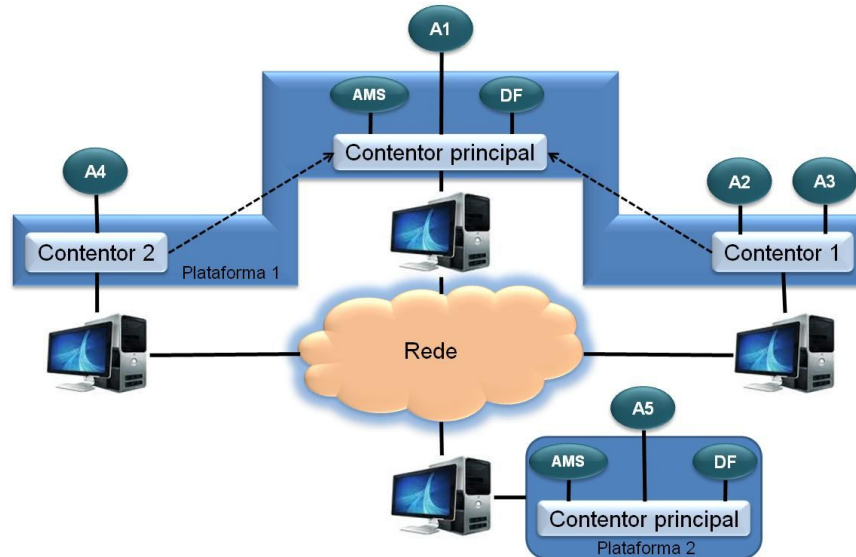 A1
AMS
DF
Contentor principal
A4
A2
A3
Contentor 2
Plataforma 1
Contentor 1
Rede
A5
AMS
DF
Contentor principal
Plataforma 2